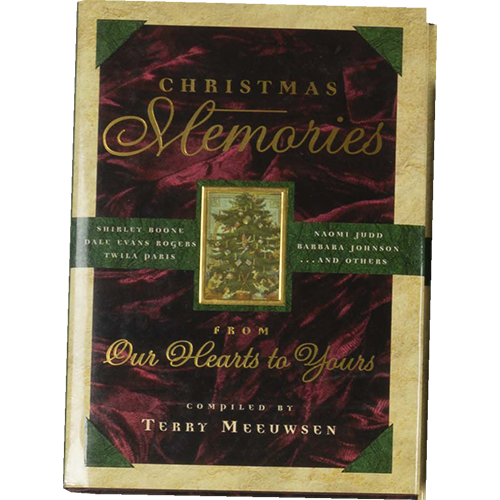 CHRISTMAS
Memories
SHIRLEY BOONE
DALE EVANS ROGERS
TWILA PARIS
NAOMI JUDD
BARBARA JOHNSON
...AND OTHERS
FROM
Our Hearts to Yours
COMPILED BY
TERRY MEEUWSEN